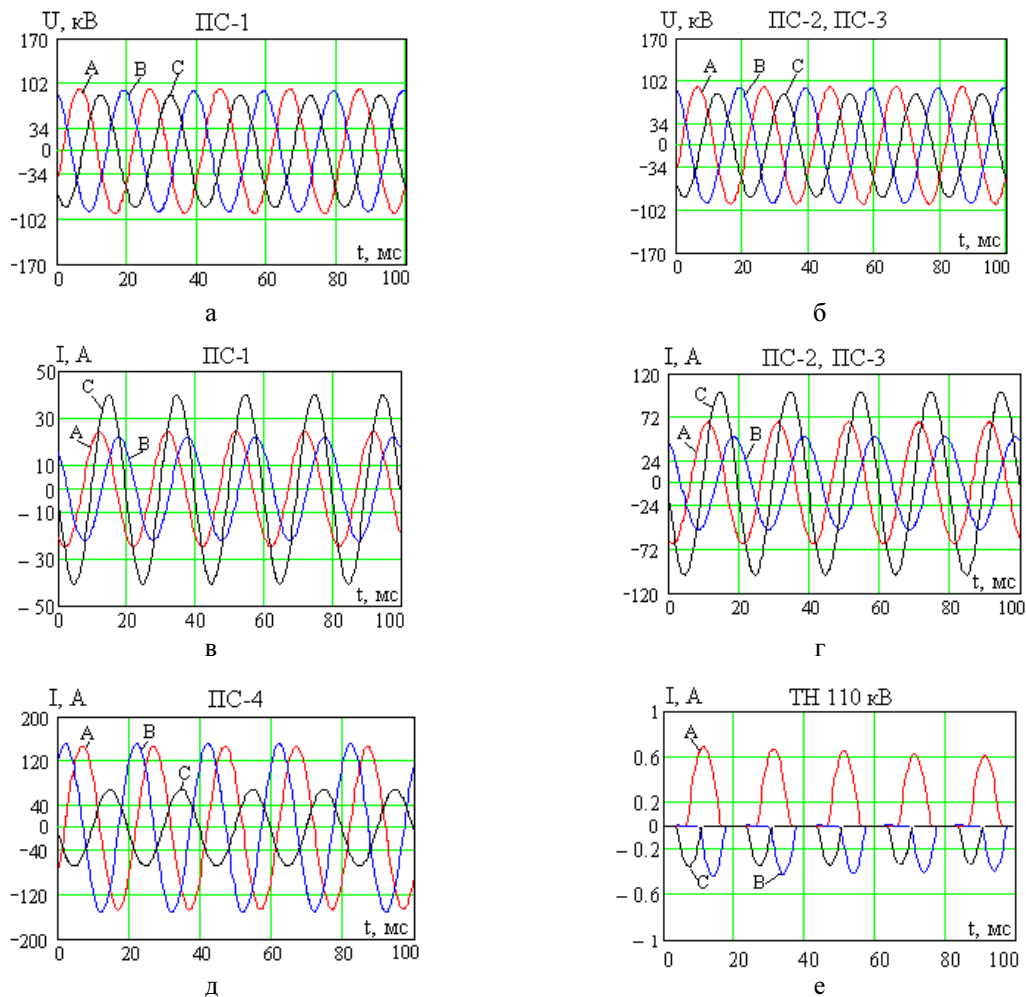 U, кВ ПС-1
170
102
34
0
−34
−102
−170
A B C
t, мс
0 20 40 60 80 100
а
U, кВ ПС-2, ПС-3
170
102
34
0
−34
−102
−170
A B C
t, мс
0 20 40 60 80 100
б
I, А ПС-1
50
30
10
0
−10
−30
−50
C
A B
t, мс
0 20 40 60 80 100
в
I, А ПС-2, ПС-3
120
72
24
0
−24
−72
−120
C
A B
t, мс
0 20 40 60 80 100
г
I, А ПС-4
200
120
40
0
−40
−120
−200
A B
C
t, мс
0 20 40 60 80 100
д
I, А ТН 110 кВ
1
0.6
0.2
0
−0.2
−0.6
−1
A
C B
t, мс
0 20 40 60 80 100
е